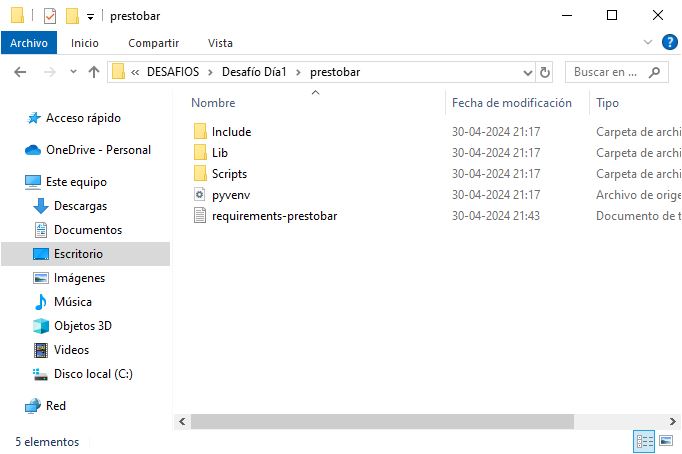 prestobar
Archivo Inicio Compartir Vista
« DESAFIOS > Desafío Día1 > prestobar Buscar en ...
Nombre Fecha de modificación Tipo
Acceso rápido
OneDrive - Personal
Este equipo
Descargas
Documentos
Escritorio
Imágenes
Música
Objetos 3D
Videos
Disco local (C:)
Red
Include 30-04-2024 21:17 Carpeta de archi
Lib 30-04-2024 21:17 Carpeta de archi
Scripts 30-04-2024 21:17 Carpeta de archi
pyvenv 30-04-2024 21:17 Archivo de orige
requirements-prestobar 30-04-2024 21:43 Documento de t
5 elementos